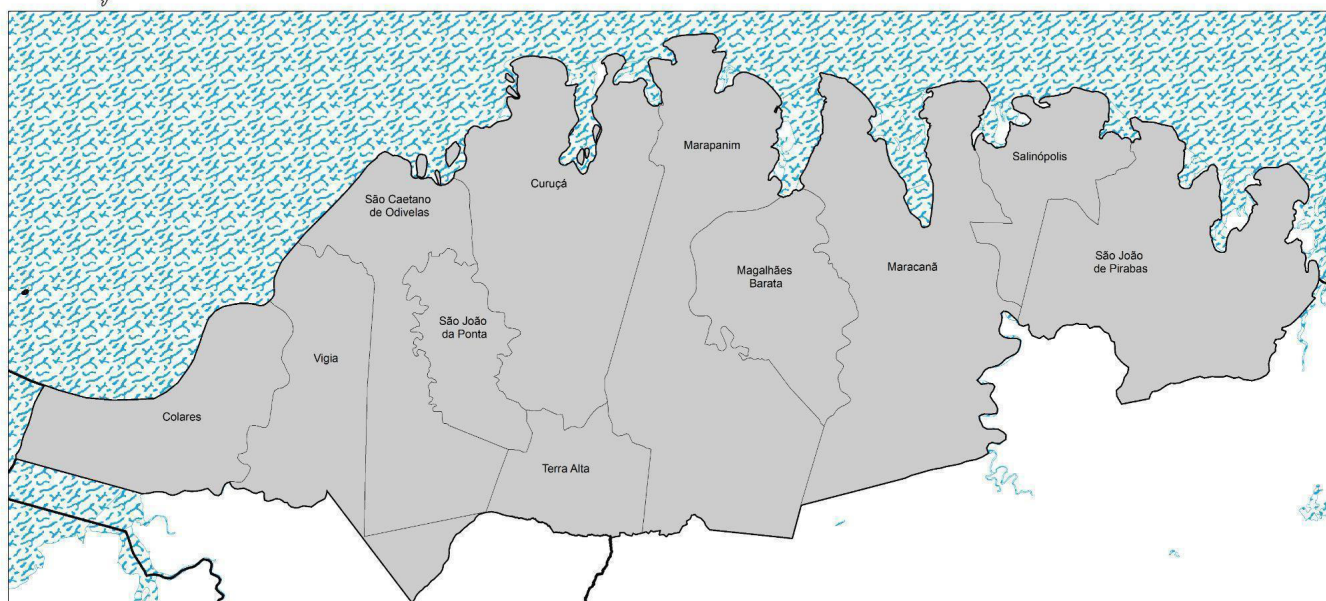 Marapanim
Salinópolis
Curuçá
São Caetano
de Odivelas
São João
de Pirabas
Maracanã
Magalhães
Barata
São João
da Ponta
Vigia
Colares
Terra Alta